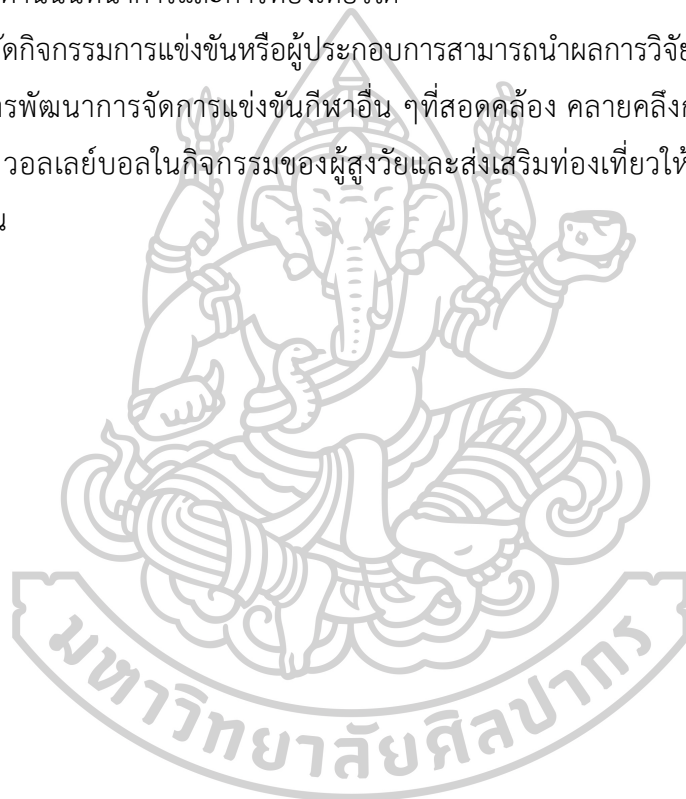 ัดกิจกรรมการแข่งขันหรือผู้ประกอบการสามารถนำผลการวิจัย
ารพัฒนาการจัดการแข่งขันกีฬาอื่น ๆที่สอดคล้อง คลายคลึงก
วอลเลย์บอลในกิจกรรมของผู้สูงวัยและส่งเสริมท่องเที่ยวให้
น
มหาวิทยาลัยศิลปากร